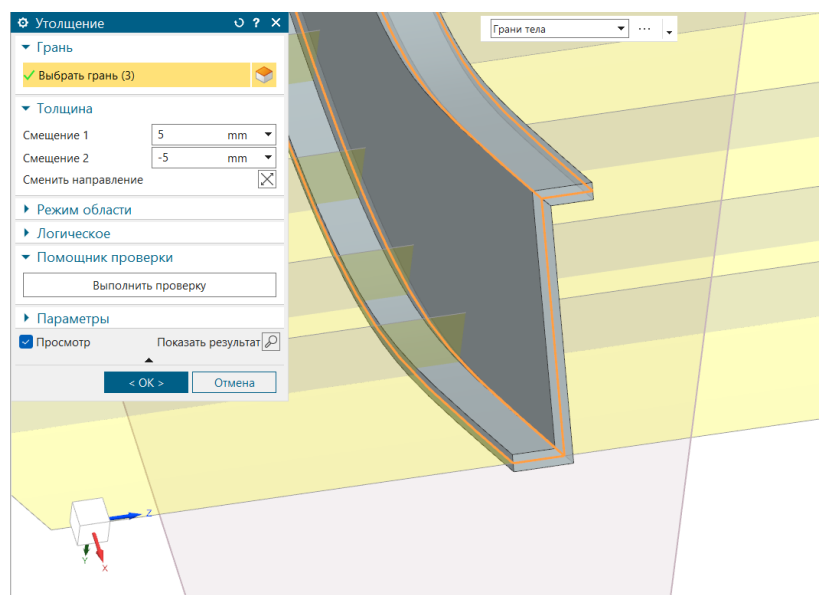 Утолщение
Грань
Выбрать грань (3)
Толщина
Смещение 1 5 mm
Смещение 2 -5 mm
Сменить направление
Режим области
Логическое
Помощник проверки
Выполнить проверку
Параметры
Просмотр Показать результат
< ОК > Отмена
Грани тела
Z
Y
X